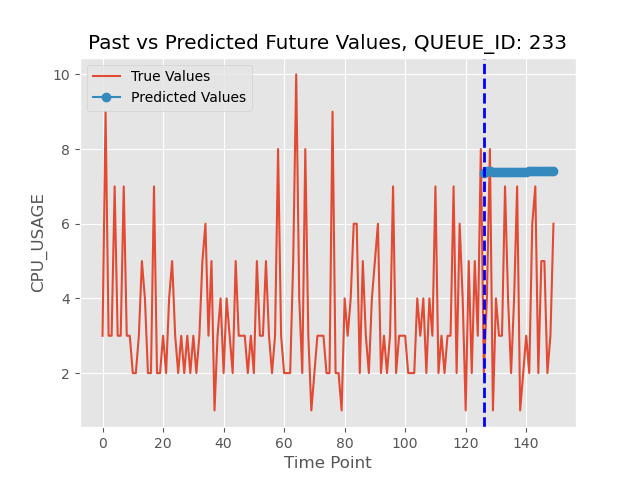 Past vs Predicted Future Values, QUEUE_ID: 233
True Values
Predicted Values
CPU_USAGE
10
8
6
4
2
0 20 40 60 80 100 120 140
Time Point